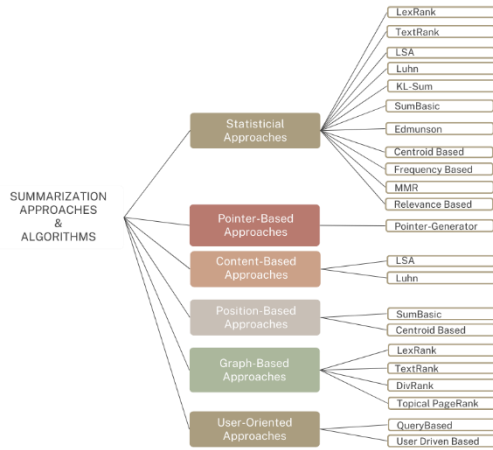 SUMMARIZATION
APPROACHES
&
ALGORITHMS
Statisticial
Approaches
LexRank
TextRank
LSA
Luhn
KL-Sum
SumBasic
Edmunson
Centroid Based
Frequency Based
MMR
Relevance Based
Pointer-Based
Approaches
Pointer-Generator
Content-Based
Approaches
LSA
Luhn
Position-Based
Approaches
SumBasic
Centroid Based
Graph-Based
Approaches
LexRank
TextRank
DivRank
Topical PageRank
User-Oriented
Approaches
QueryBased
User Driven Based